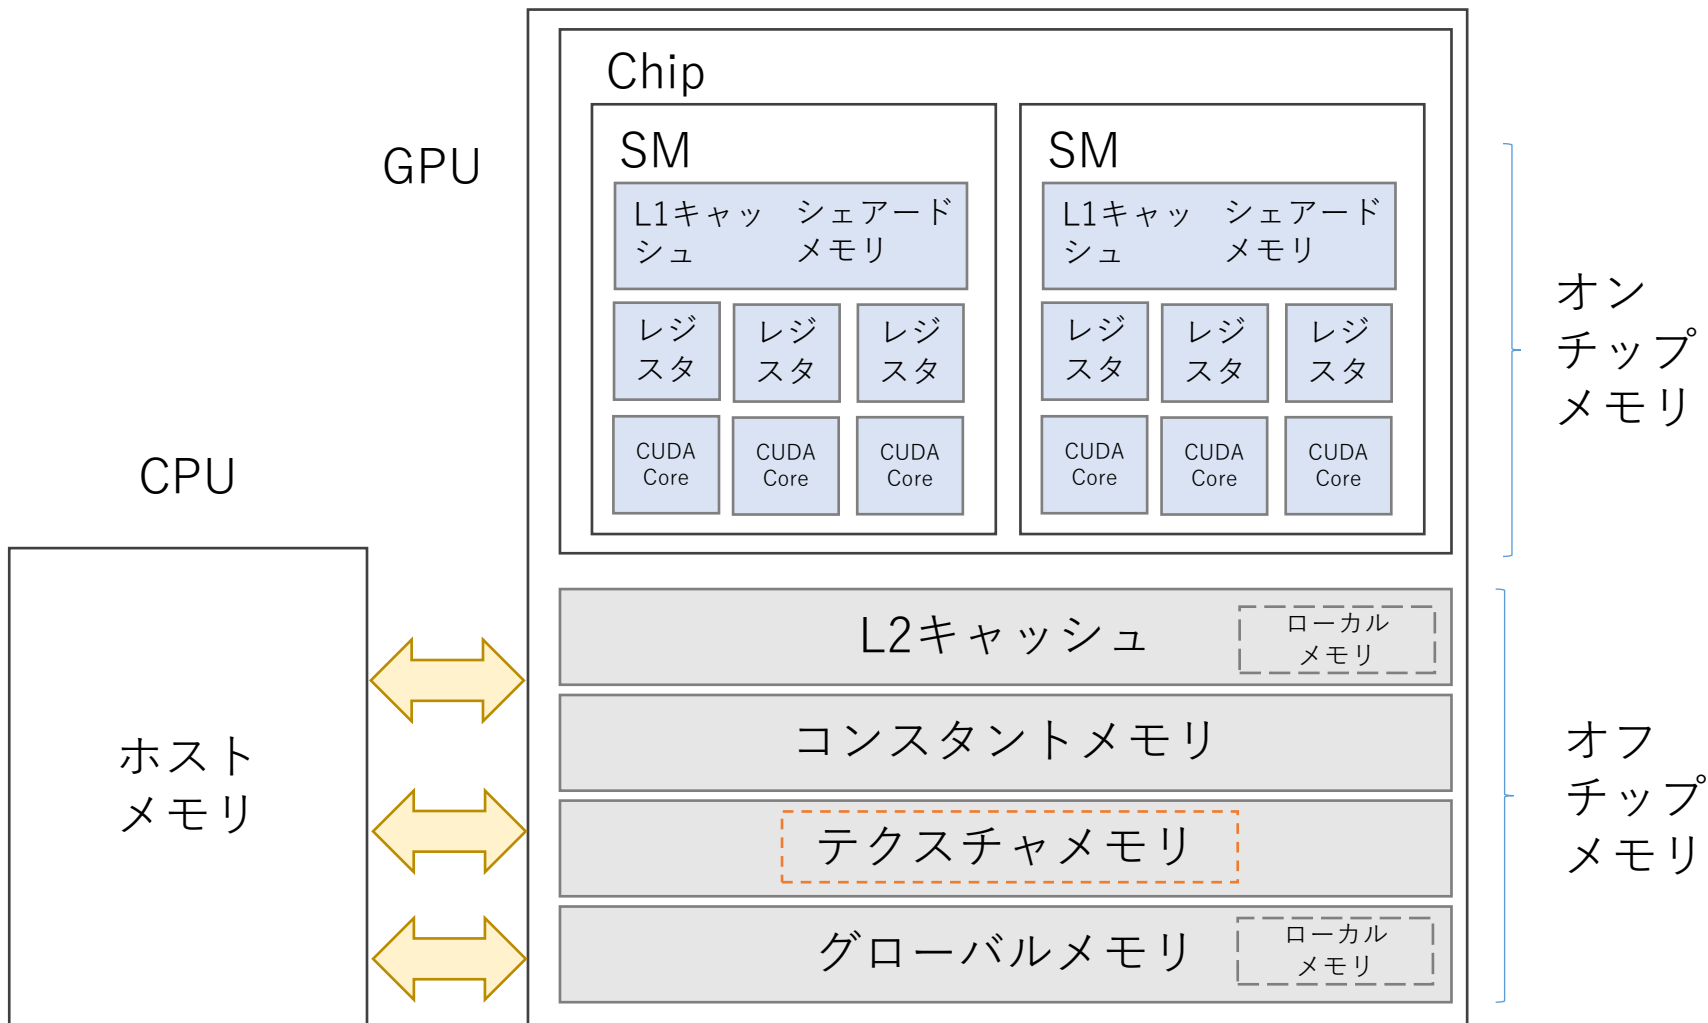 Chip
GPU
SM
L1キャッ
シュ
シェアード
メモリ
レジ
スタ
レジ
スタ
レジ
スタ
CUDA
Core
CUDA
Core
CUDA
Core
SM
L1キャッ
シュ
シェアード
メモリ
レジ
スタ
レジ
スタ
レジ
スタ
CUDA
Core
CUDA
Core
CUDA
Core
オン
チップ
メモリ
CPU
ホスト
メモリ
L2キャッシュ
ローカル
メモリ
コンスタントメモリ
テクスチャメモリ
グローバルメモリ
ローカル
メモリ
オフ
チップ
メモリ